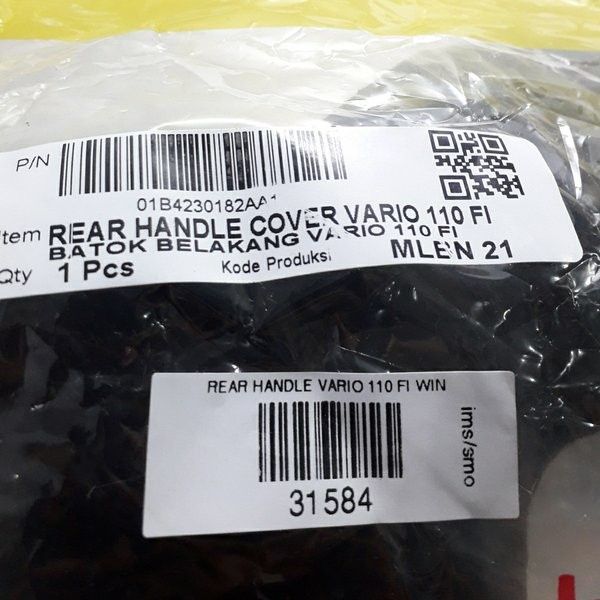 P/N
01B4230182AA1
Item REAR HANDLE COVER VARIO 110 FI
BATOK BELAKANG VARIO 110 FI
Qty 1 Pcs Kode Produksi MLBN 21
REAR HANDLE VARIO 110 FI WIN
31584
ims/smo